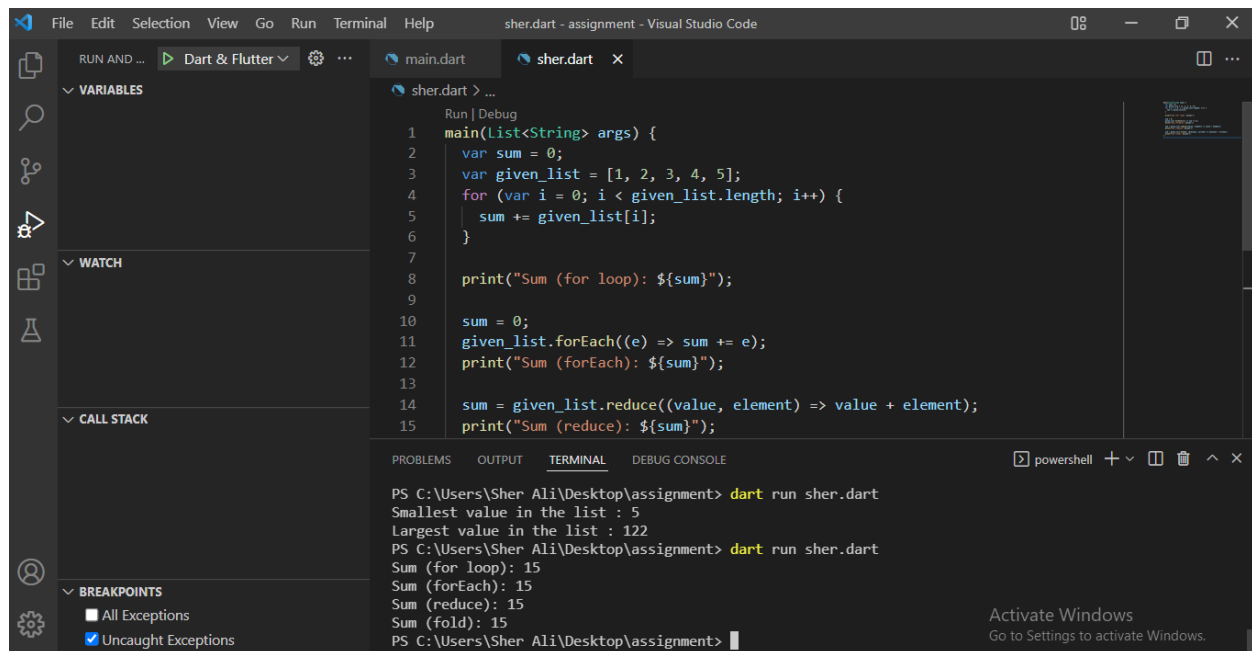 File Edit Selection View Go Run Terminal Help sher.dart - assignment - Visual Studio Code
RUN AND ... Dart & Flutter ...
main.dart sher.dart
VARIABLES
WATCH
CALL STACK
BREAKPOINTS
All Exceptions
Uncaught Exceptions
sher.dart > ...
Run | Debug
1 main(List<String> args) {
2 var sum = 0;
3 var given_list = [1, 2, 3, 4, 5];
4 for (var i = 0; i < given_list.length; i++) {
5 sum += given_list[i];
6 }
7
8 print("Sum (for loop): ${sum}");
9
10 sum = 0;
11 given_list.forEach((e) => sum += e);
12 print("Sum (forEach): ${sum}");
13
14 sum = given_list.reduce((value, element) => value + element);
15 print("Sum (reduce): ${sum}");
PROBLEMS OUTPUT TERMINAL DEBUG CONSOLE powershell
PS C:\Users\Sher Ali\Desktop\assignment> dart run sher.dart
Smallest value in the list : 5
Largest value in the list : 122
PS C:\Users\Sher Ali\Desktop\assignment> dart run sher.dart
Sum (for loop): 15
Sum (forEach): 15
Sum (reduce): 15
Sum (fold): 15
PS C:\Users\Sher Ali\Desktop\assignment>
Activate Windows
Go to Settings to activate Windows.